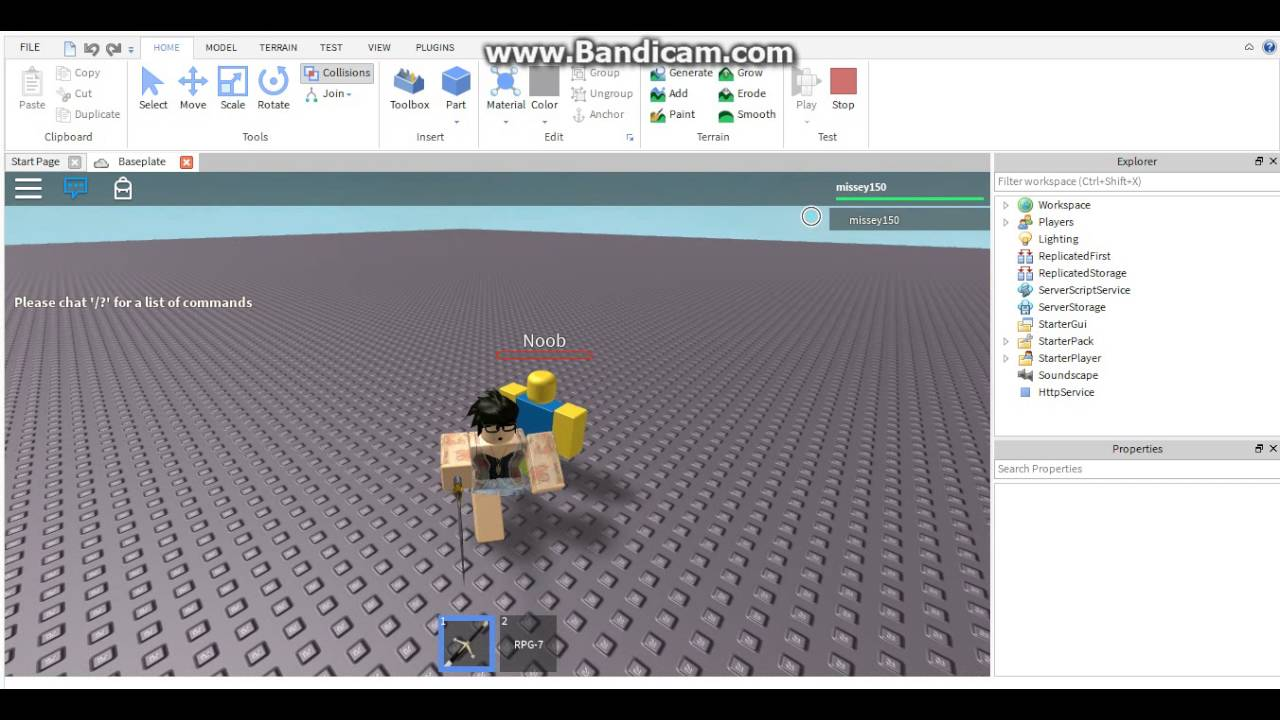 www.Bandicam.com
FILE HOME MODEL TERRAIN TEST VIEW PLUGINS
Paste Copy Cut Duplicate
Select Move Scale Rotate Collisions Join
Toolbox Part
Material Color Group Ungroup Anchor
Generate Grow
Add Erode
Paint Smooth
Play Stop
Clipboard Tools Insert Edit Terrain Test
Start Page Baseplate
Explorer
Filter workspace (Ctrl+Shift+X)
Workspace
Players
Lighting
ReplicatedFirst
ReplicatedStorage
ServerScriptService
ServerStorage
StarterGui
StarterPack
StarterPlayer
Soundscape
HttpService
Properties
Search Properties
missey150
missey150
Please chat '/?' for a list of commands
Noob
1
2
RPG-7